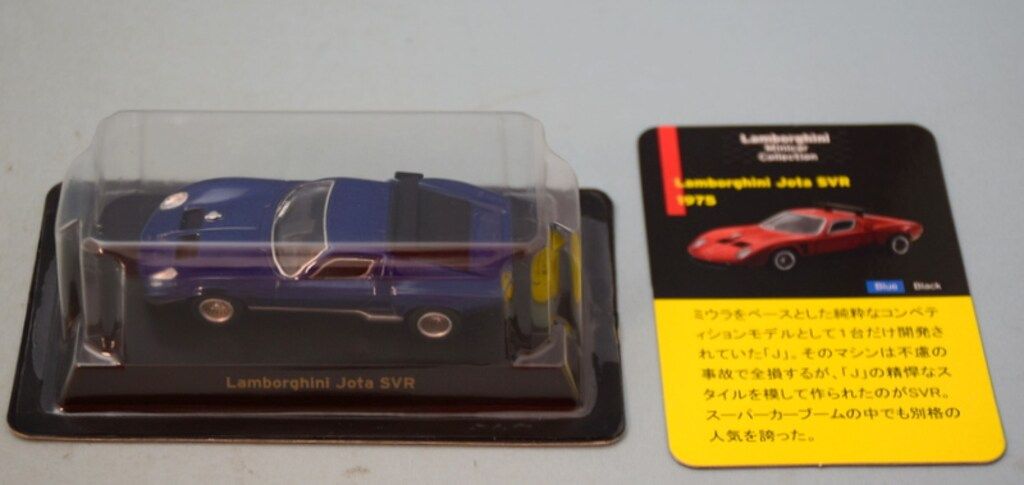 Lamborghini Jota SVR
Lamborghini
Minicar
Collection
Lamborghini Jota SVR
1975
Blue Black
ミウラをベースとした純粋なコンペテ
ィションモデルとして1台だけ開発さ
れていた「J」。そのマシンは不慮の
事故で全損するが、「J」の精悍なス
タイルを模して作られたのがSVR。
スーパーカーブームの中でも別格の
人気を誇った。